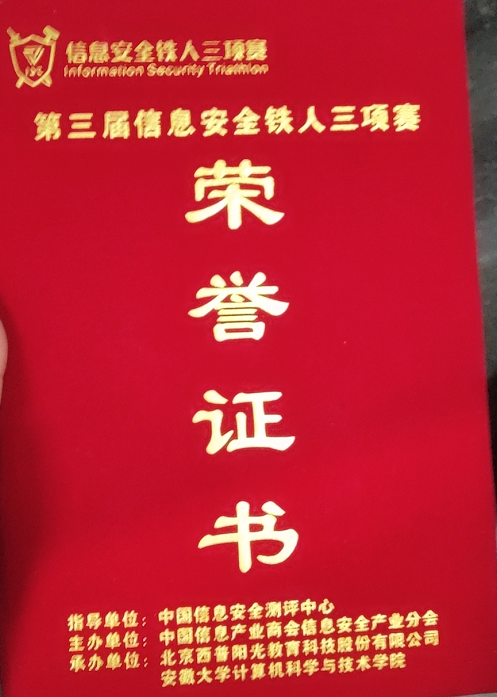 信息安全铁人三项赛
Information Security Triathlon
第三届信息安全铁人三项赛
荣
誉
证
书
指导单位：中国信息安全测评中心
主办单位：中国信息产业商会信息安全产业分会
承办单位：北京西普阳光教育科技股份有限公司
安徽大学计算机科学与技术学院